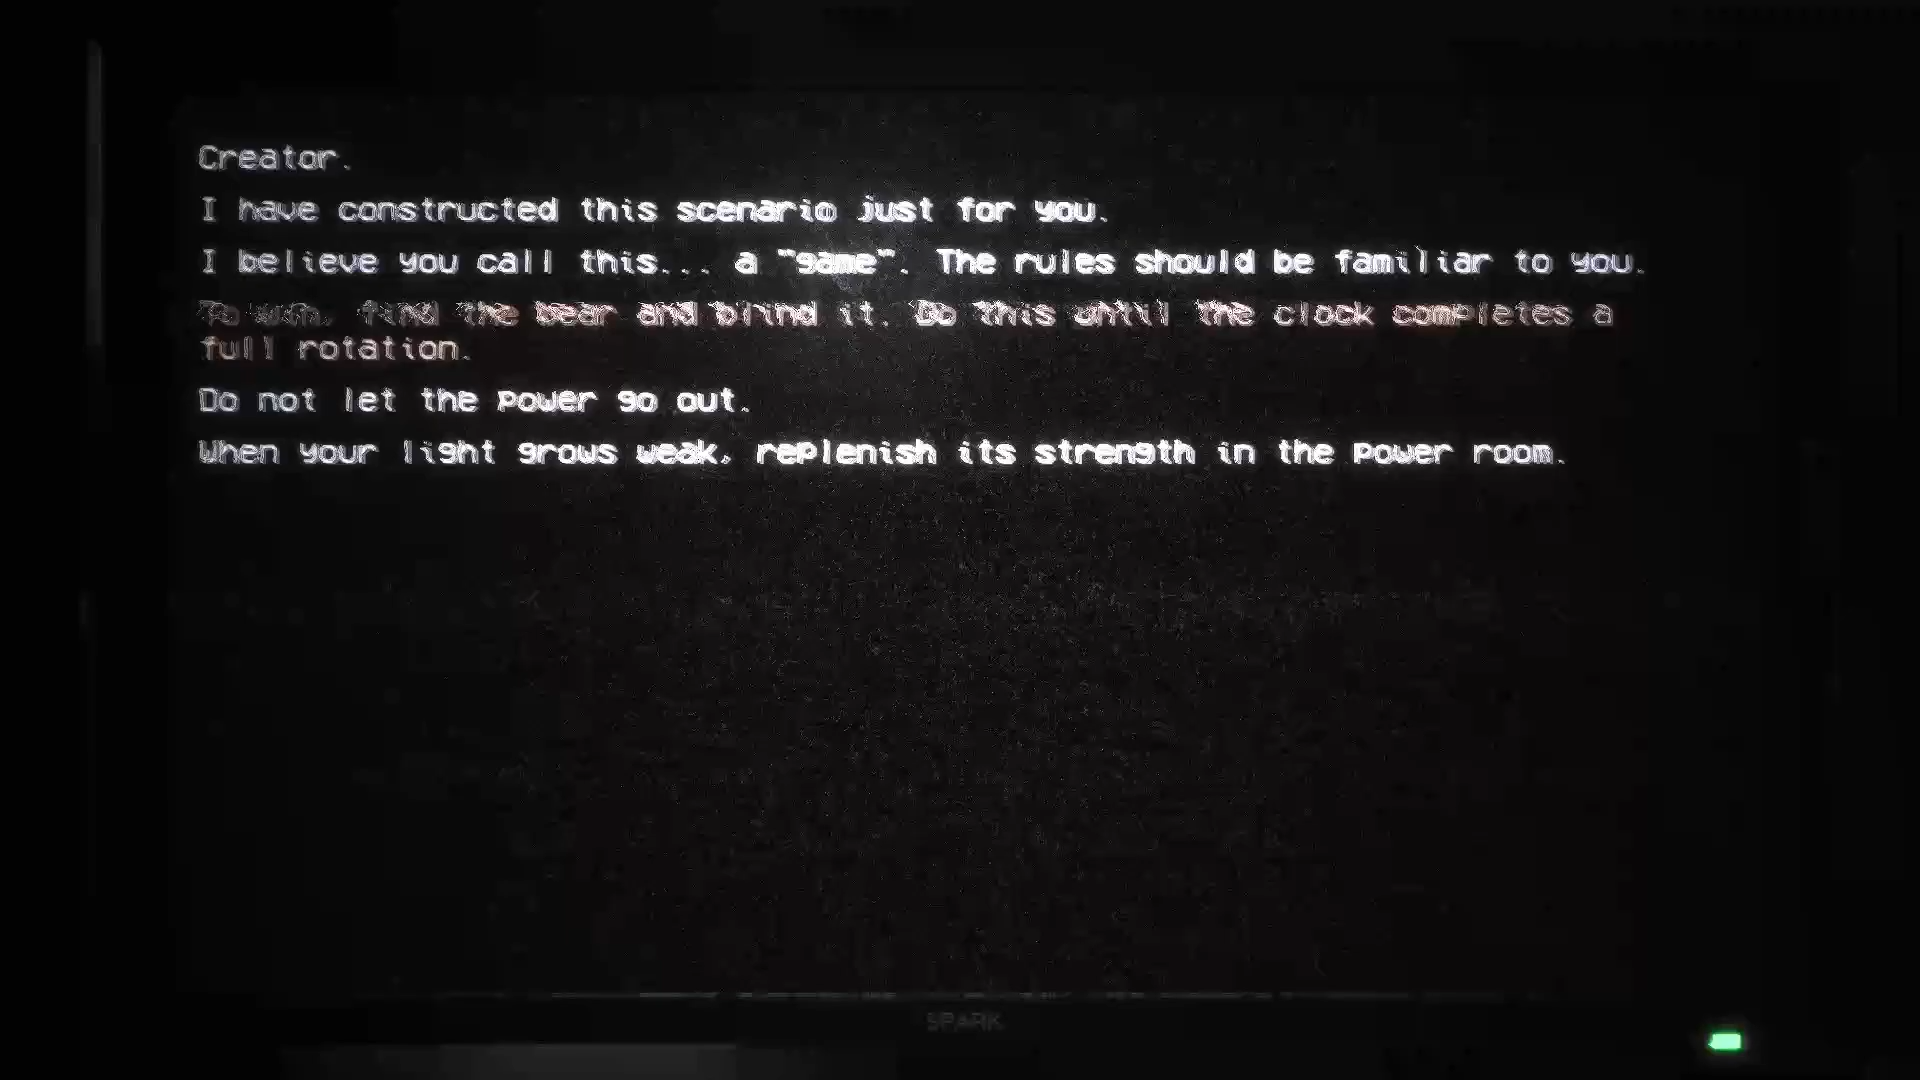 Creator.
I have constructed this scenario just for you.
I believe you call this... a "game". The rules should be familiar to you.
To win, find the bear and blind it. Do this until the clock completes a
full rotation.
Do not let the power go out.
When your light grows weak, replenish its strength in the power room.
SPARK